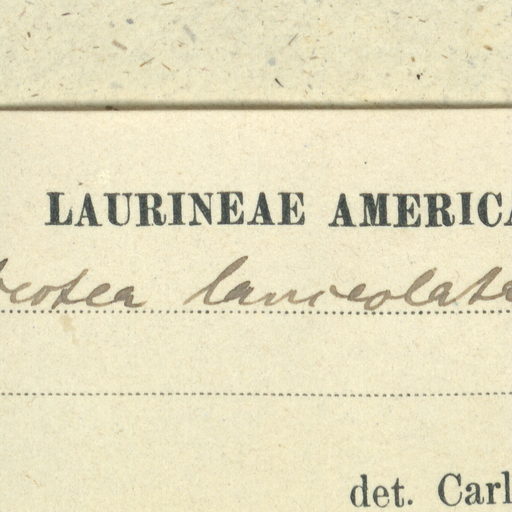 LAURINEAE AMERICA
cotea lanceolata
det. Carl